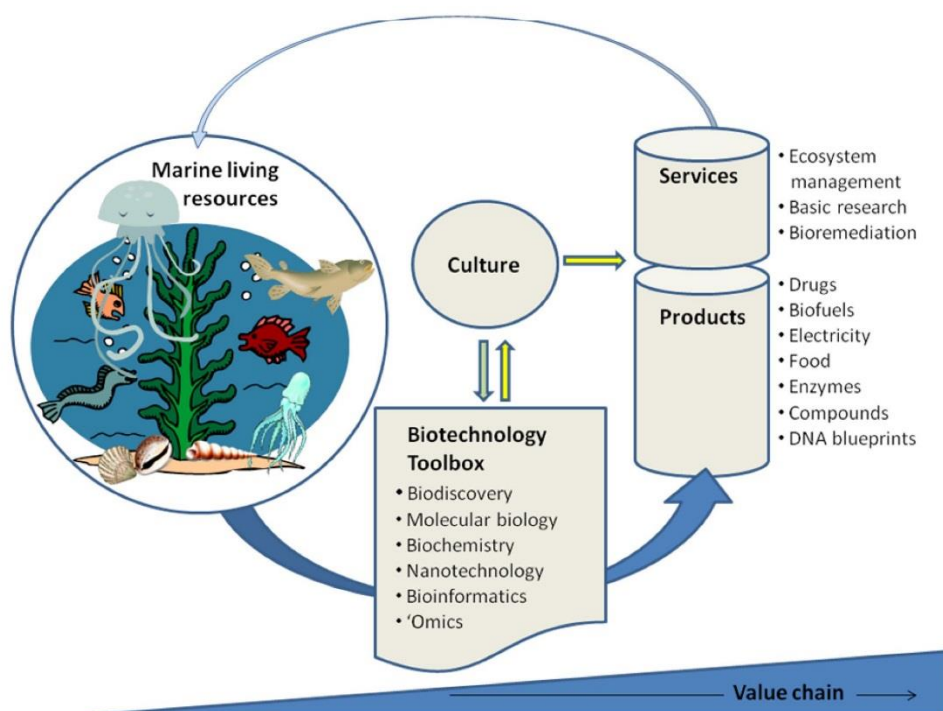 Marine living
resources
Culture
Services
• Ecosystem
management
• Basic research
• Bioremediation
Products
• Drugs
• Biofuels
• Electricity
• Food
• Enzymes
• Compounds
• DNA blueprints
Biotechnology
Toolbox
• Biodiscovery
• Molecular biology
• Biochemistry
• Nanotechnology
• Bioinformatics
• ‘Omics
Value chain